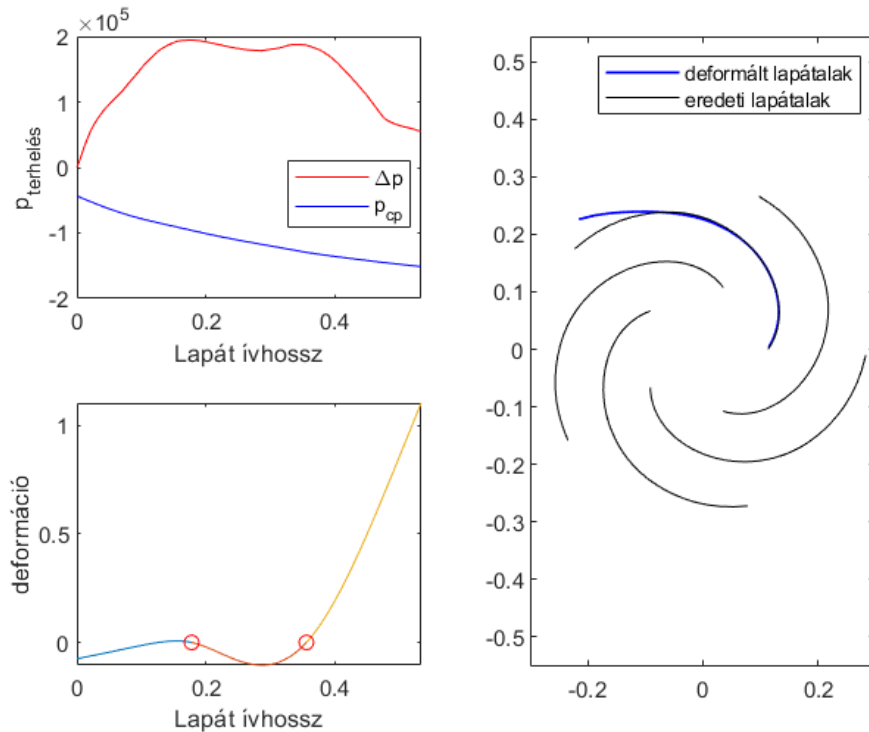 ×10⁵
2
1
0
-1
-2
p_terhelés
Δp
p_cp
0 0.2 0.4
Lapát ívhossz
1
0.5
0
deformáció
0 0.2 0.4
Lapát ívhossz
0.5
0.4
0.3
0.2
0.1
0
-0.1
-0.2
-0.3
-0.4
-0.5
deformált lapátalak
eredeti lapátalak
-0.2 0 0.2